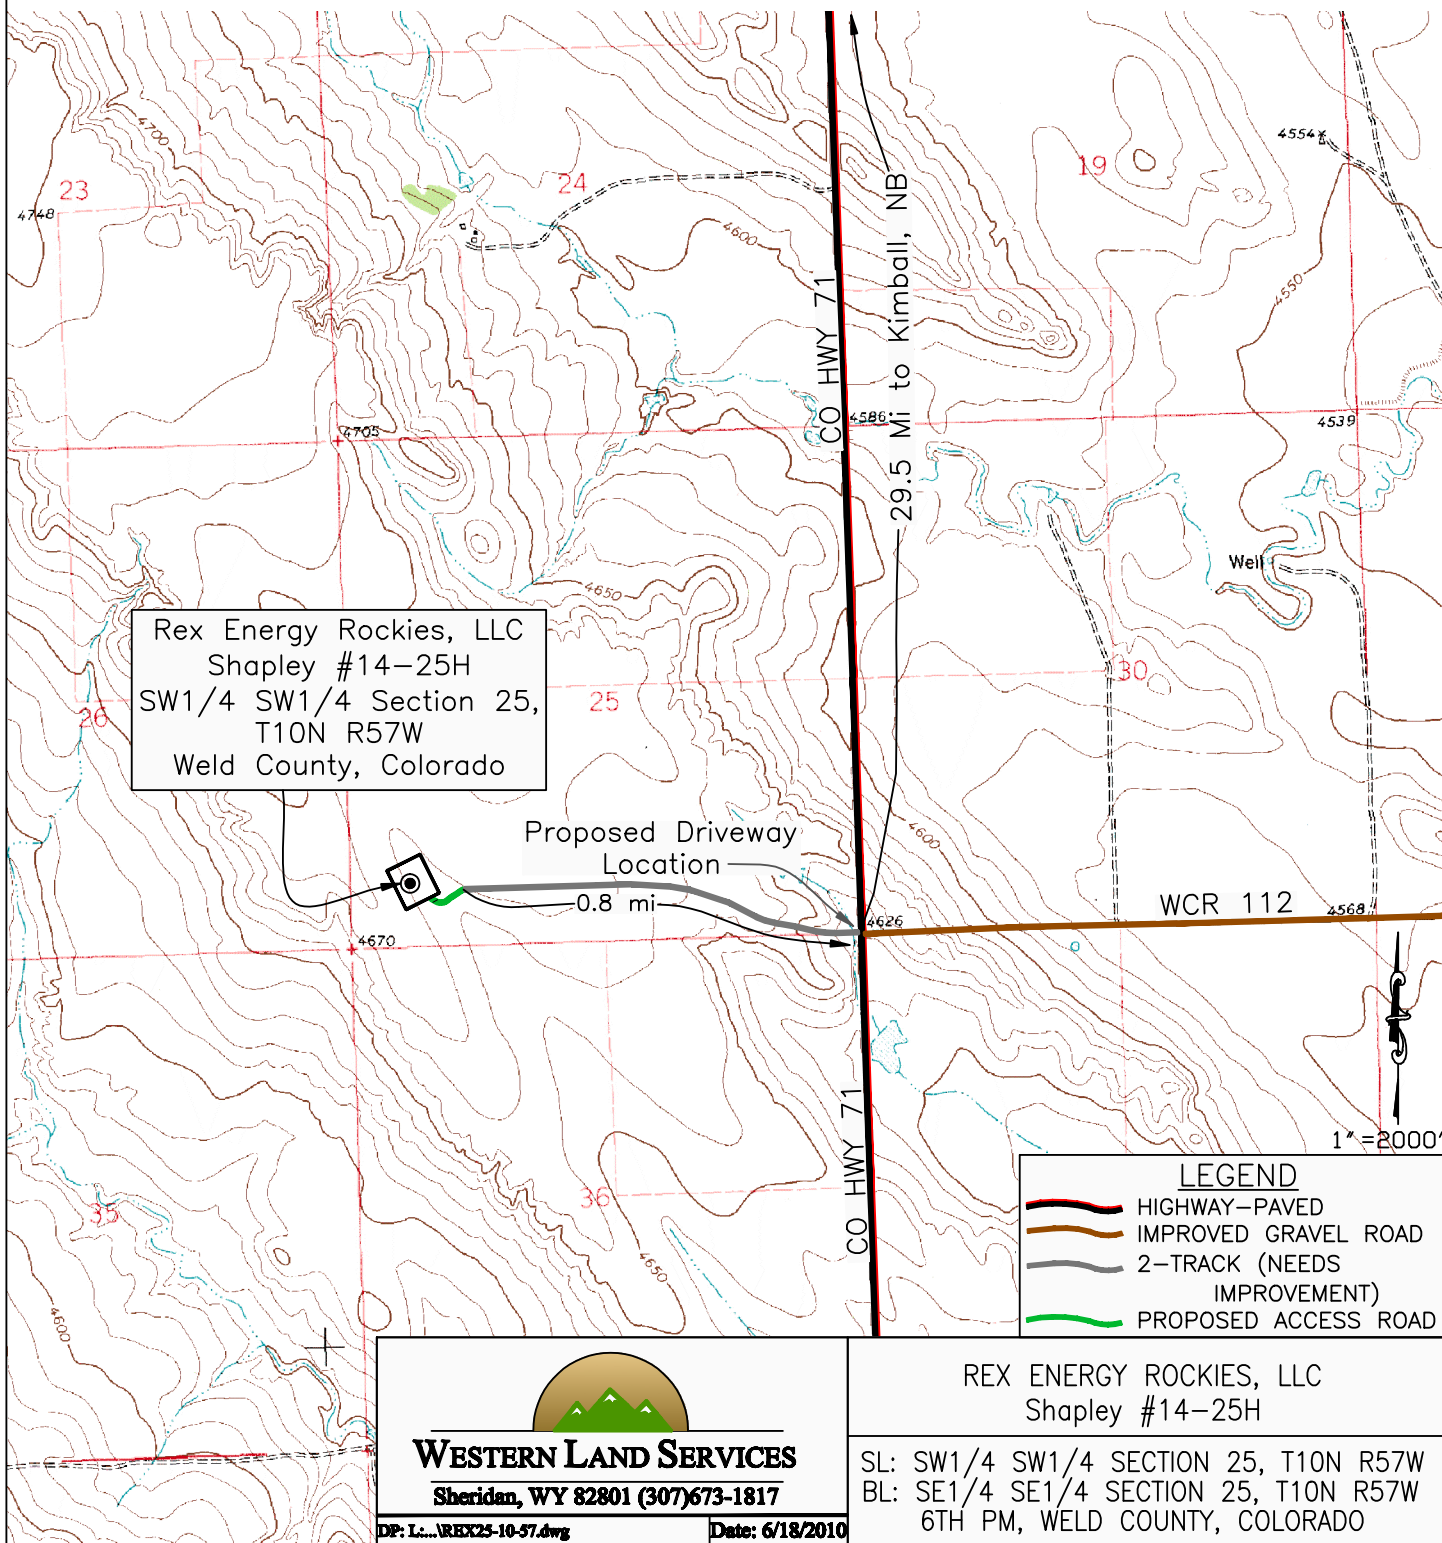 4700
23
24
19
4554
4748
4600
CO HWY 71
29.5 Mi to Kimball, NB
4550
4705
4586
4539
Well
4650
Rex Energy Rockies, LLC
Shapley #14-25H
SW1/4 SW1/4 Section 25,
T10N R57W
Weld County, Colorado
26
25
30
Proposed Driveway
Location
4600
0.8 mi
4626
WCR 112
4568
4670
1"=2000'
CO HWY 71
35
36
4650
4600
LEGEND
HIGHWAY-PAVED
IMPROVED GRAVEL ROAD
2-TRACK (NEEDS
IMPROVEMENT)
PROPOSED ACCESS ROAD
WESTERN LAND SERVICES
Sheridan, WY 82801 (307)673-1817
DP: L:...\REX25-10-57.dwg
Date: 6/18/2010
REX ENERGY ROCKIES, LLC
Shapley #14-25H
SL: SW1/4 SW1/4 SECTION 25, T10N R57W
BL: SE1/4 SE1/4 SECTION 25, T10N R57W
6TH PM, WELD COUNTY, COLORADO